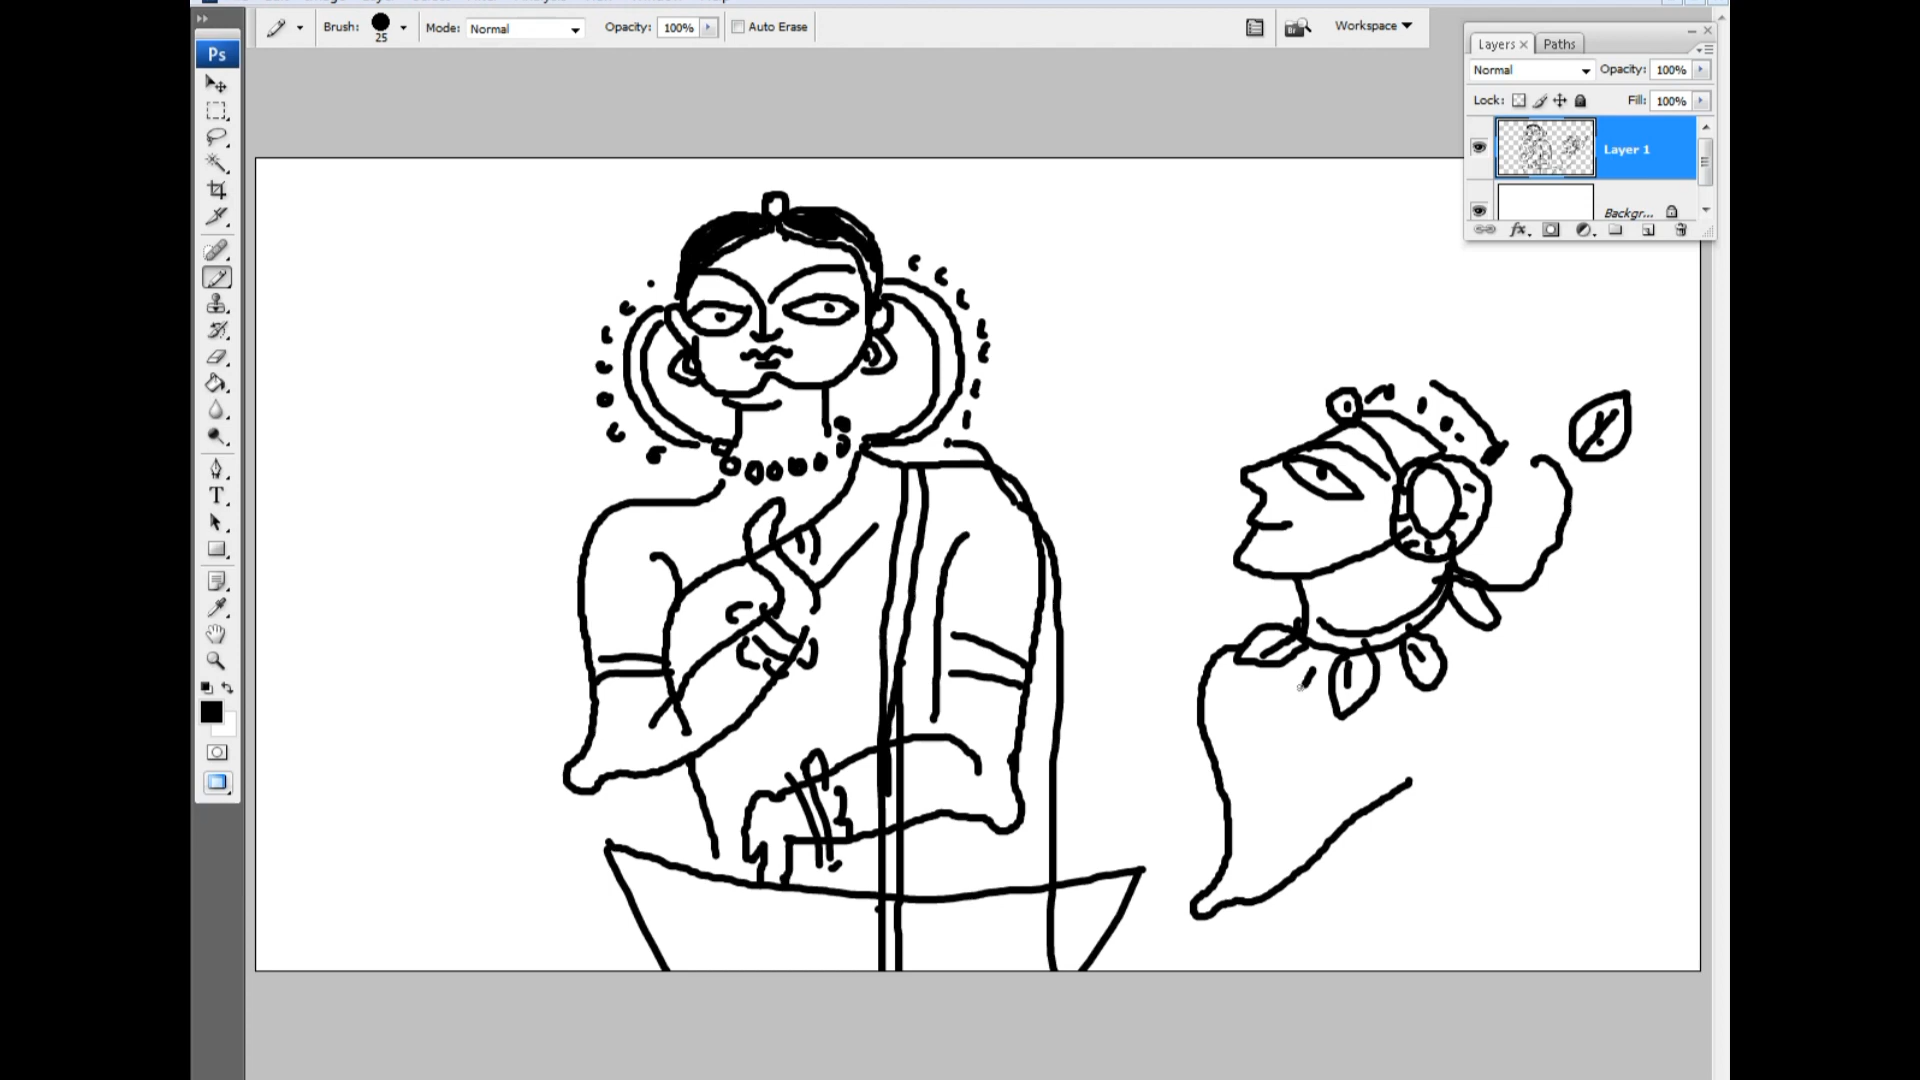 Brush: 25 Mode: Normal Opacity: 100% Auto Erase Workspace
Ps
Layers Paths
Normal Opacity: 100%
Lock: Fill: 100%
Layer 1
Backgr...